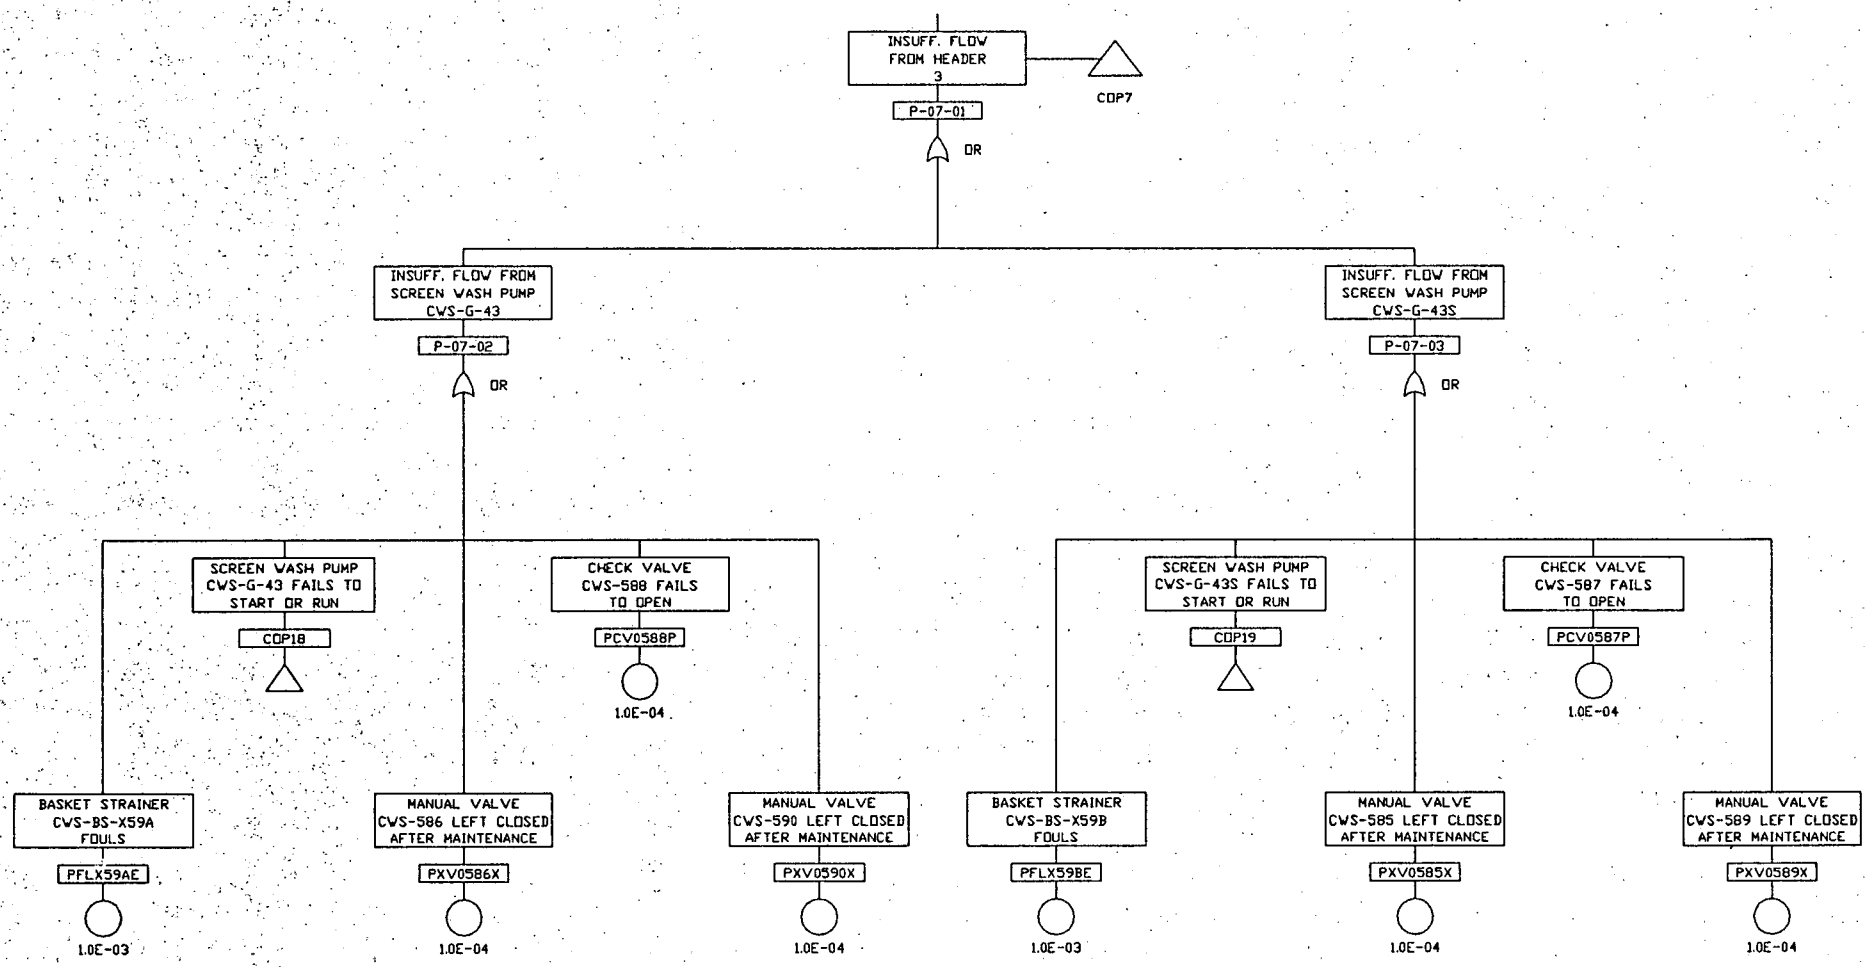 INSUFF. FLOW
FROM HEADER
3
COP7
P-07-01
OR
INSUFF. FLOW FROM
SCREEN WASH PUMP
CWS-G-43
P-07-02
OR
INSUFF. FLOW FROM
SCREEN WASH PUMP
CWS-G-43S
P-07-03
OR
SCREEN WASH PUMP
CWS-G-43 FAILS TO
START OR RUN
COP18
CHECK VALVE
CWS-588 FAILS
TO OPEN
PCV0588P
1.0E-04
SCREEN WASH PUMP
CWS-G-43S FAILS TO
START OR RUN
COP19
CHECK VALVE
CWS-587 FAILS
TO OPEN
PCV0587P
1.0E-04
BASKET STRAINER
CWS-BS-X59A
FOULS
PFLX59AE
1.0E-03
MANUAL VALVE
CWS-586 LEFT CLOSED
AFTER MAINTENANCE
PXV0586X
1.0E-04
MANUAL VALVE
CWS-590 LEFT CLOSED
AFTER MAINTENANCE
PXV0590X
1.0E-04
BASKET STRAINER
CWS-BS-X59B
FOULS
PFLX59BE
1.0E-03
MANUAL VALVE
CWS-585 LEFT CLOSED
AFTER MAINTENANCE
PXV0585X
1.0E-04
MANUAL VALVE
CWS-589 LEFT CLOSED
AFTER MAINTENANCE
PXV0589X
1.0E-04